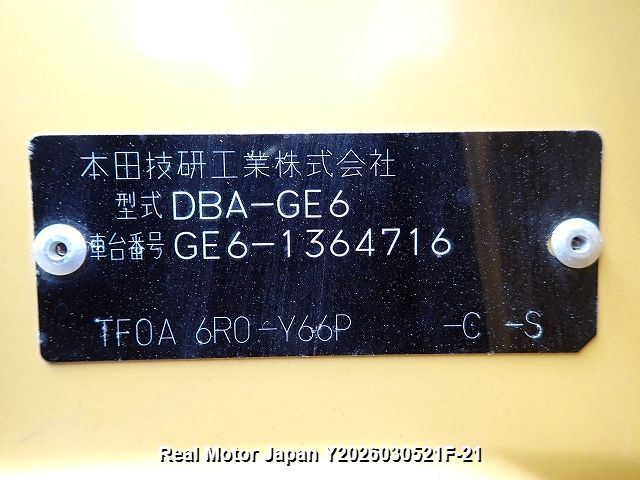 本田技研工業株式会社
型式 DBA-GE6
車台番号 GE6-1364716
TF0A 6R0-Y66P -C -S
Real Motor Japan Y2026030521F-21